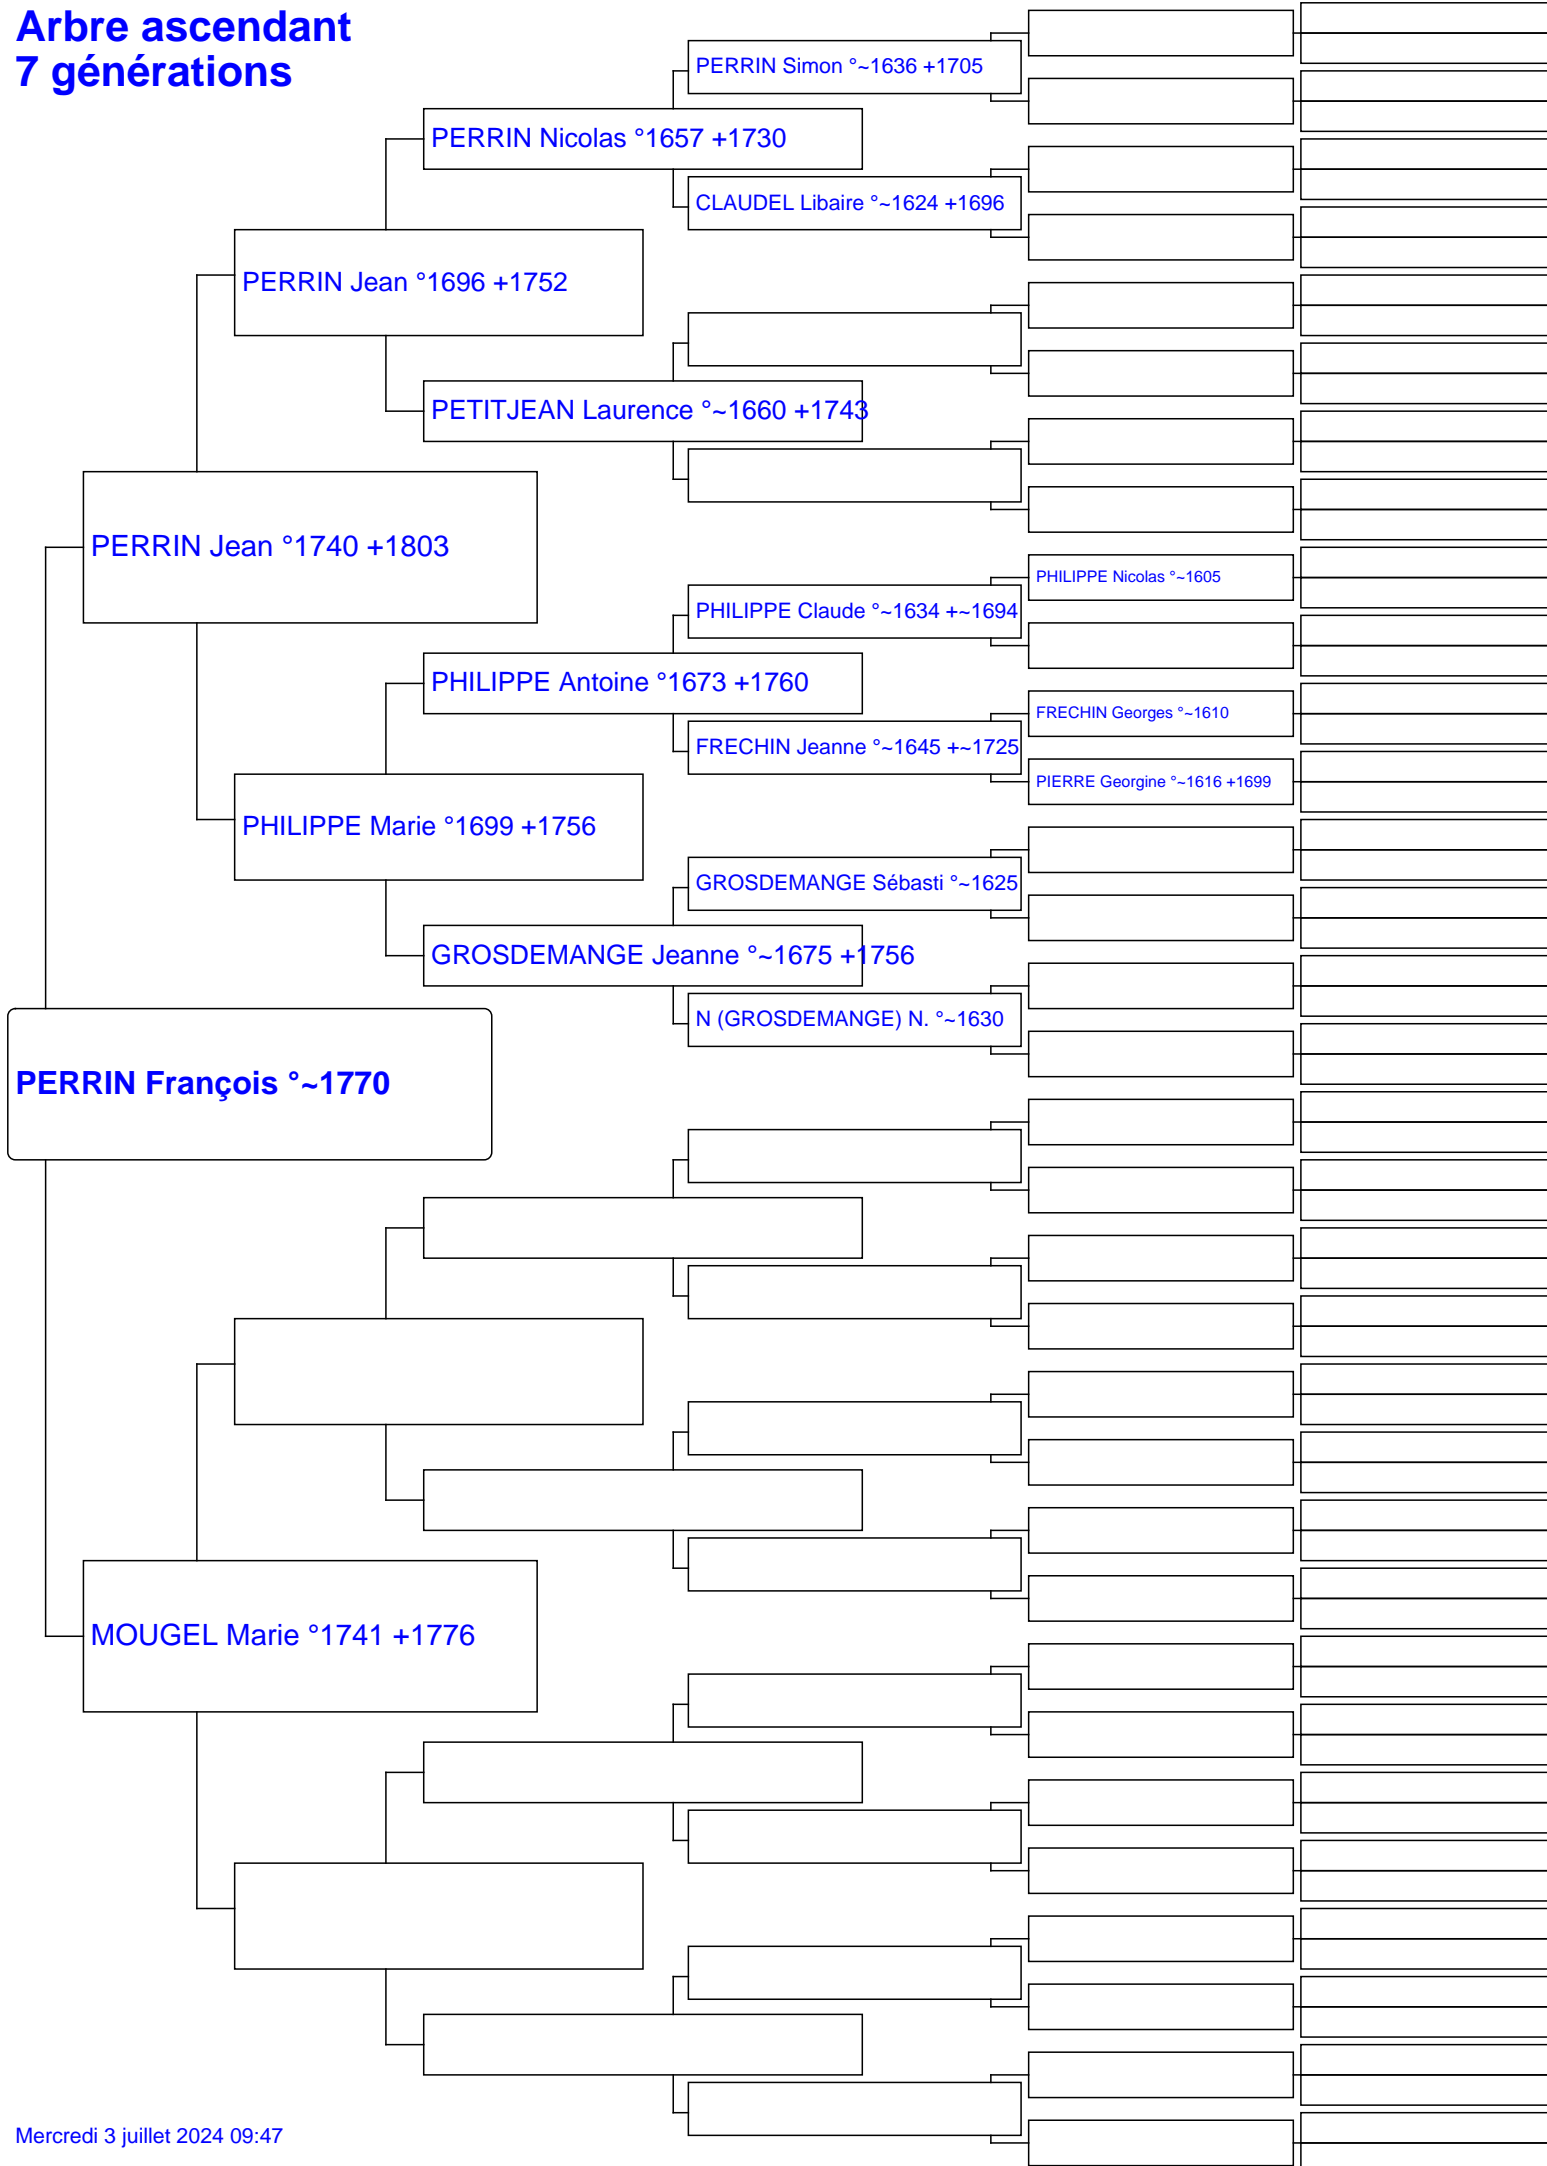 Arbre ascendant
7 générations
PERRIN Simon °~1636 +1705
PERRIN Nicolas °1657 +1730
CLAUDEL Libaire °~1624 +1696
PERRIN Jean °1696 +1752
PETITJEAN Laurence °~1660 +1743
PERRIN Jean °1740 +1803
PHILIPPE Nicolas °~1605
PHILIPPE Claude °~1634 +~1694
PHILIPPE Antoine °1673 +1760
FRECHIN Georges °~1610
FRECHIN Jeanne °~1645 +~1725
PIERRE Georgine °~1616 +1699
PHILIPPE Marie °1699 +1756
GROSDEMANGE Sébasti °~1625
GROSDEMANGE Jeanne °~1675 +1756
N (GROSDEMANGE) N. °~1630
PERRIN François °~1770
MOUGEL Marie °1741 +1776
Mercredi 3 juillet 2024 09:47